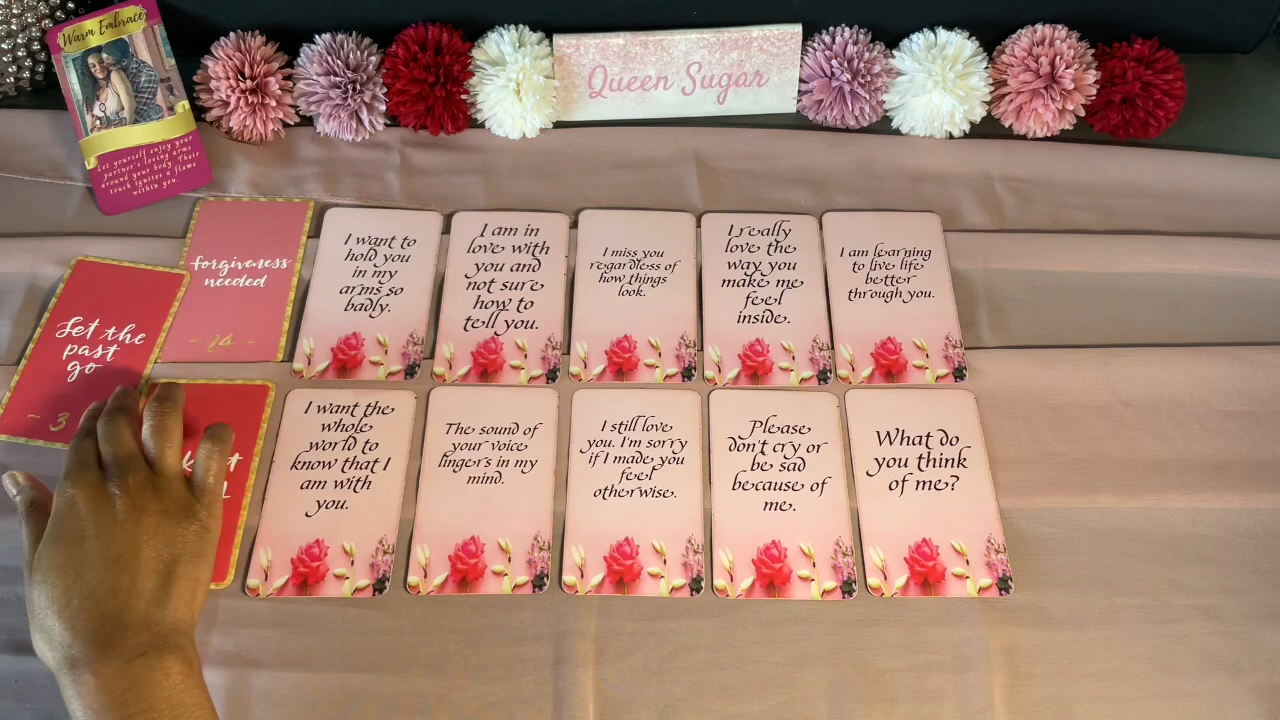 Warm Embrace
Let yourself enjoy your
partner's loving arms
around your body. Their
touch ignites a flame
within you.
Queen Sugar
forgiveness
needed
- 14 -
Let the
past
go
- 3
I want to
hold you
in my
arms so
badly.
I am in
love with
you and
not sure
how to
tell you.
I miss you
regardless of
how things
look.
I really
love the
way you
make me
feel
inside.
I am learning
to live life
better
through you.
I want the
whole
world to
know that I
am with
you.
The sound of
your voice
lingers in my
mind.
I still love
you. I'm sorry
if I made you
feel
otherwise.
Please
don't cry or
be sad
because of
me.
What do
you think
of me?